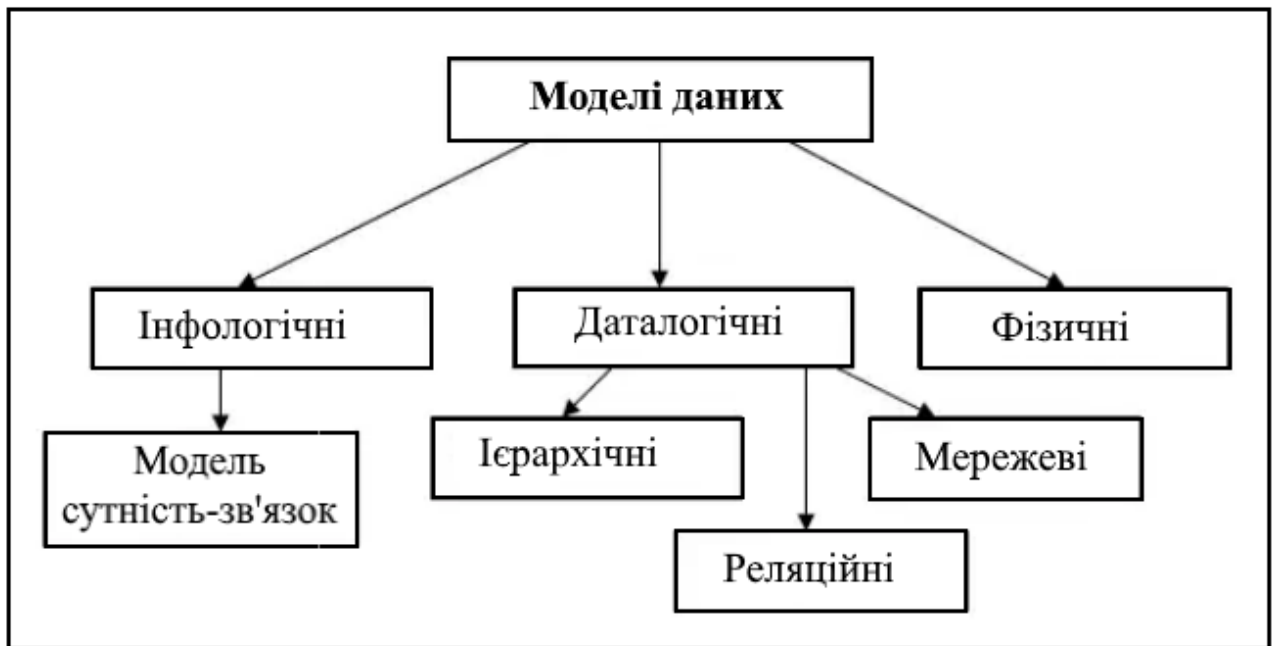 Моделі даних
Інфологічні
Даталогічні
Фізичні
Модель
сутність-зв'язок
Ієрархічні
Мережеві
Реляційні